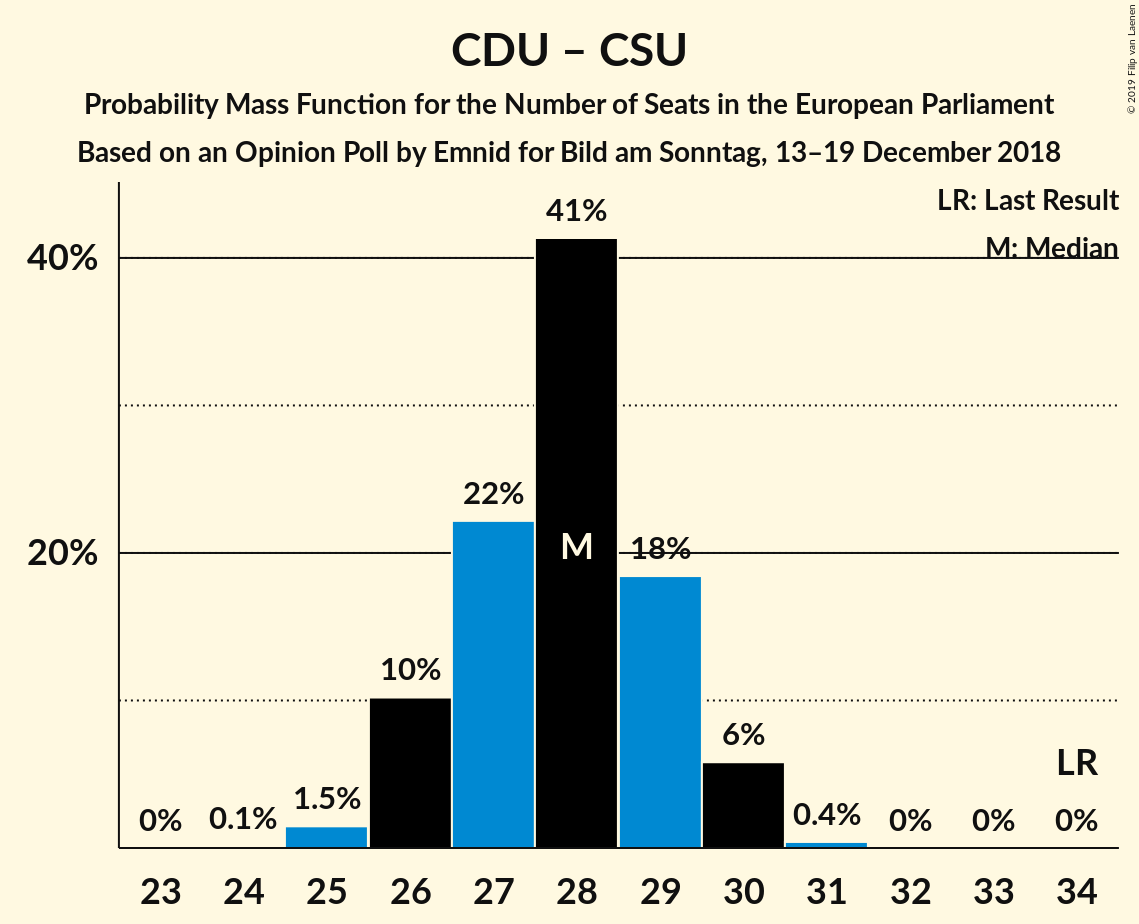 CDU – CSU
Probability Mass Function for the Number of Seats in the European Parliament
Based on an Opinion Poll by Emnid for Bild am Sonntag, 13–19 December 2018
© 2019 Filip van Laenen
LR: Last Result
M: Median
40%
20%
0%
0.1%
1.5%
10%
22%
41%
M
18%
6%
0.4%
0%
0%
LR
0%
23 24 25 26 27 28 29 30 31 32 33 34